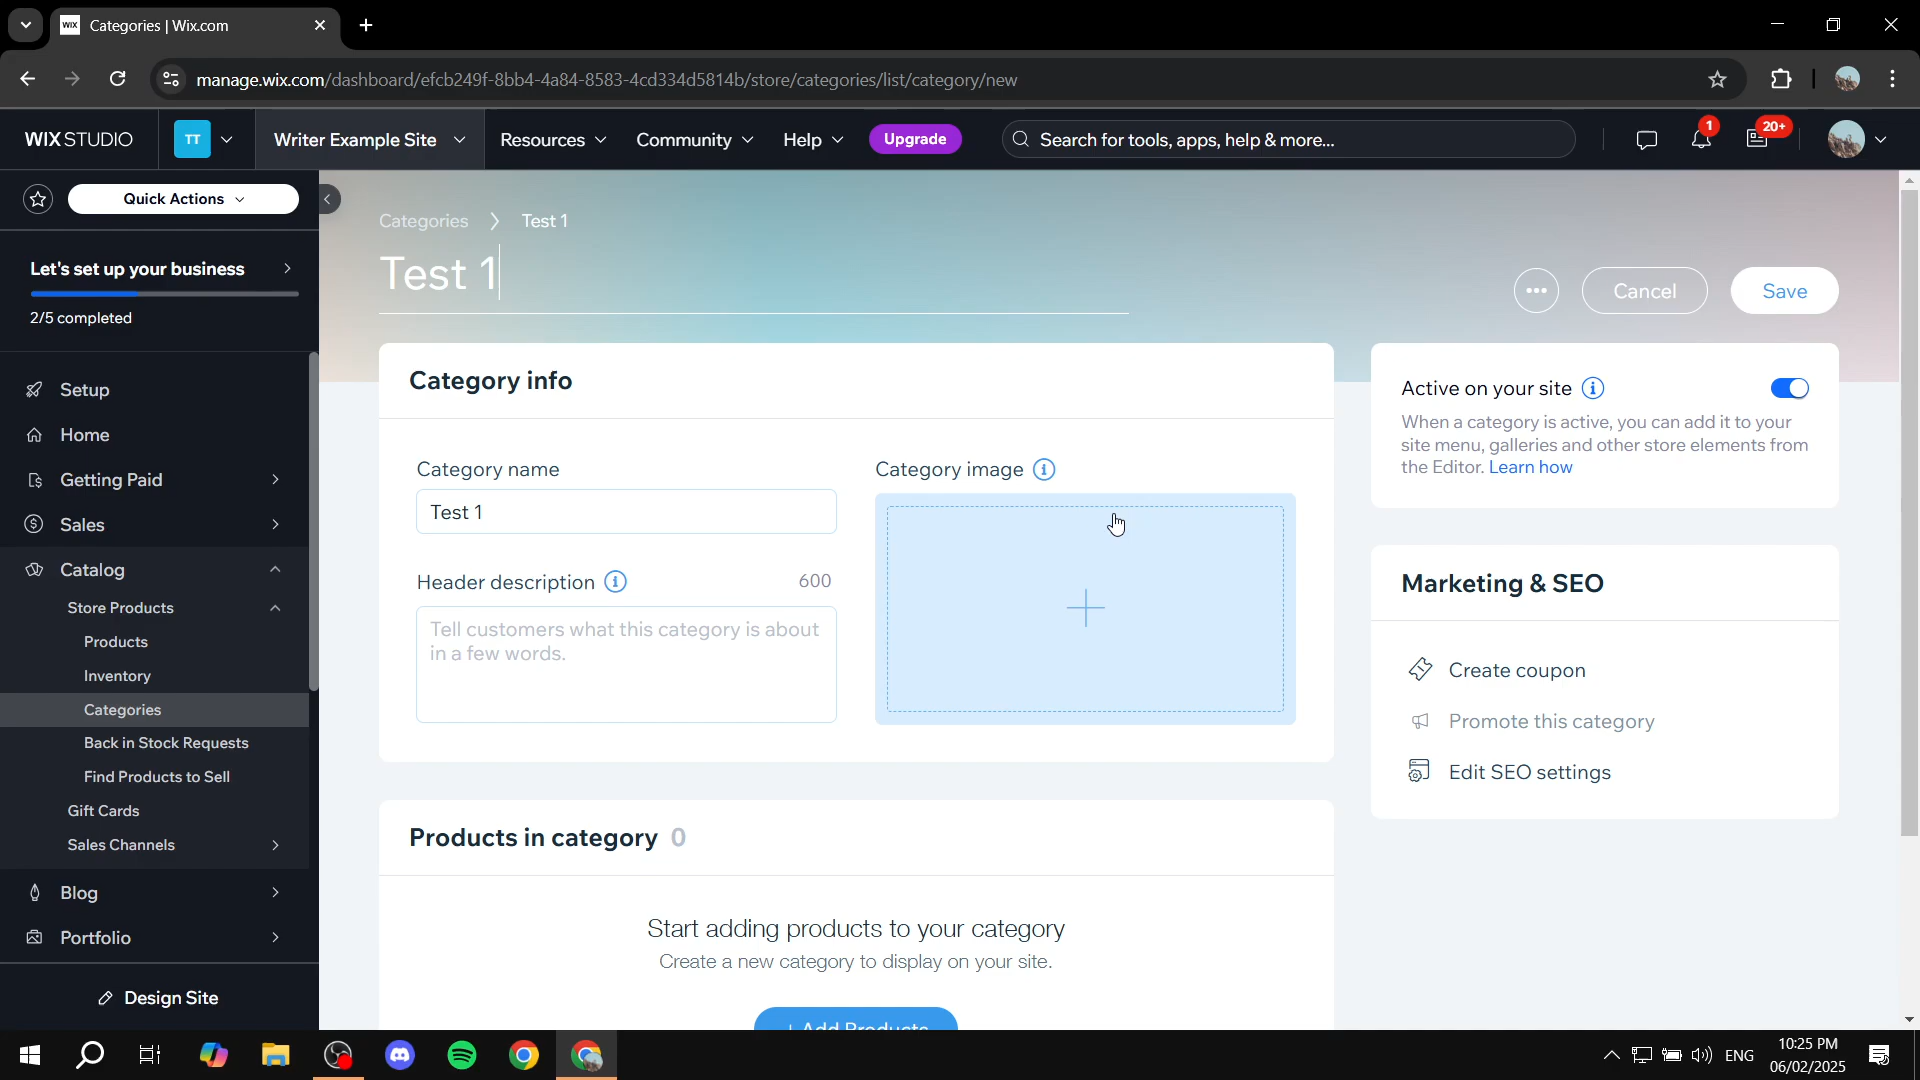 WIX
Categories | Wix.com
manage.wix.com/dashboard/efcb249f-8bb4-4a84-8583-4cd334d5814b/store/categories/list/category/new
WIX STUDIO
TT
Writer Example Site
Resources
Community
Help
Upgrade
Search for tools, apps, help & more...
1
20+
Quick Actions
Let's set up your business
2/5 completed
Setup
Home
Getting Paid
Sales
Catalog
Store Products
Products
Inventory
Categories
Back in Stock Requests
Find Products to Sell
Gift Cards
Sales Channels
Blog
Portfolio
Design Site
Categories
Test 1
Test 1
Cancel
Save
Category info
Category name
Test 1
Header description
600
Tell customers what this category is about
in a few words.
Category image
Active on your site
When a category is active, you can add it to your
site menu, galleries and other store elements from
the Editor. Learn how
Marketing & SEO
Create coupon
Promote this category
Edit SEO settings
Products in category 0
Start adding products to your category
Create a new category to display on your site.
+ Add Products
ENG
10:25 PM
06/02/2025